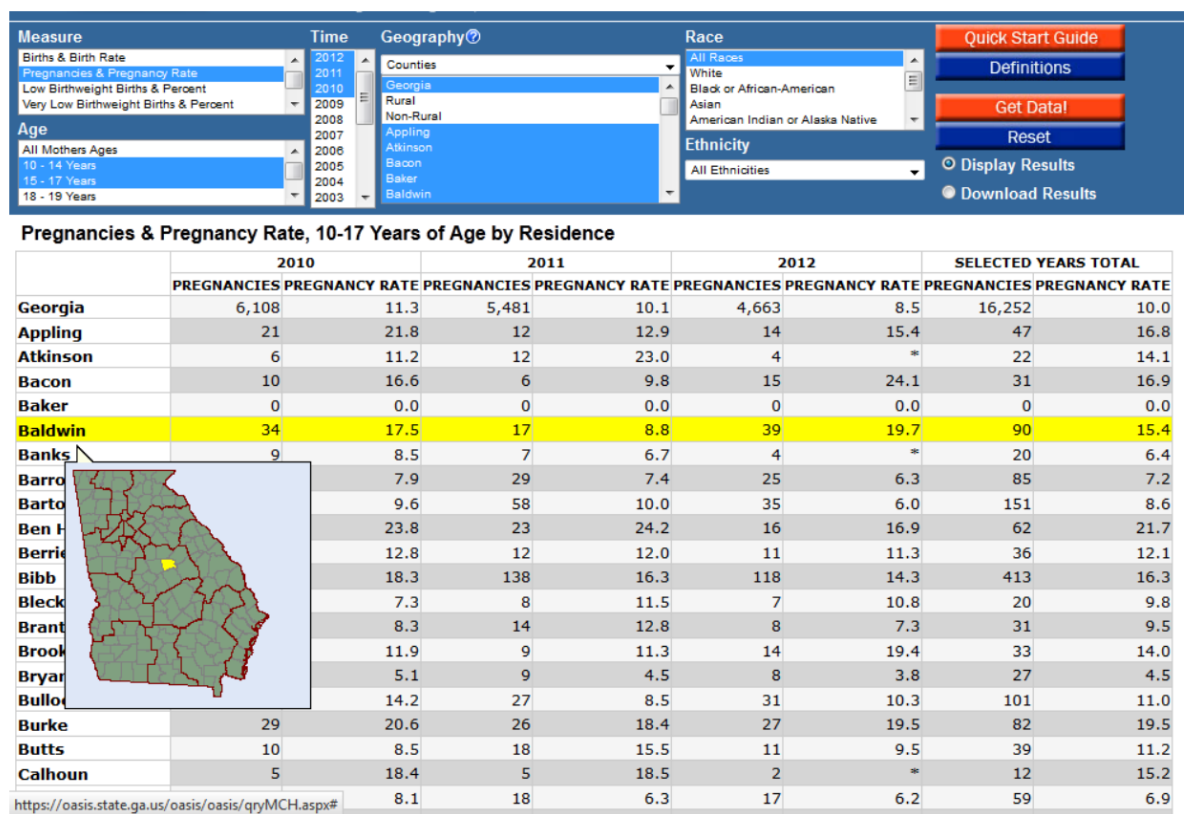 Measure
Births & Birth Rate
Pregnancies & Pregnancy Rate
Low Birthweight Births & Percent
Very Low Birthweight Births & Percent
Age
All Mothers Ages
10 - 14 Years
15 - 17 Years
18 - 19 Years
Time
2012
2011
2010
2009
2008
2007
2006
2005
2004
2003
Geography
Counties
Georgia
Rural
Non-Rural
Appling
Atkinson
Bacon
Baker
Baldwin
Race
All Races
White
Black or African-American
Asian
American Indian or Alaska Native
Ethnicity
All Ethnicities
Quick Start Guide
Definitions
Get Data!
Reset
Display Results
Download Results
Pregnancies & Pregnancy Rate, 10-17 Years of Age by Residence
2010 2011 2012 SELECTED YEARS TOTAL
PREGNANCIES PREGNANCY RATE PREGNANCIES PREGNANCY RATE PREGNANCIES PREGNANCY RATE PREGNANCIES PREGNANCY RATE
Georgia 6,108 11.3 5,481 10.1 4,663 8.5 16,252 10.0
Appling 21 21.8 12 12.9 14 15.4 47 16.8
Atkinson 6 11.2 12 23.0 4 * 22 14.1
Bacon 10 16.6 6 9.8 15 24.1 31 16.9
Baker 0 0.0 0 0.0 0 0.0 0 0.0
Baldwin 34 17.5 17 8.8 39 19.7 90 15.4
Banks 9 8.5 7 6.7 4 * 20 6.4
Barro 7.9 29 7.4 25 6.3 85 7.2
Barto 9.6 58 10.0 35 6.0 151 8.6
Ben H 23.8 23 24.2 16 16.9 62 21.7
Berrie 12.8 12 12.0 11 11.3 36 12.1
Bibb 18.3 138 16.3 118 14.3 413 16.3
Bleck 7.3 8 11.5 7 10.8 20 9.8
Brant 8.3 14 12.8 8 7.3 31 9.5
Brook 11.9 9 11.3 14 19.4 33 14.0
Bryar 5.1 9 4.5 8 3.8 27 4.5
Bulloc 14.2 27 8.5 31 10.3 101 11.0
Burke 29 20.6 26 18.4 27 19.5 82 19.5
Butts 10 8.5 18 15.5 11 9.5 39 11.2
Calhoun 5 18.4 5 18.5 2 * 12 15.2
https://oasis.state.ga.us/oasis/oasis/qryMCH.aspx# 8.1 18 6.3 17 6.2 59 6.9